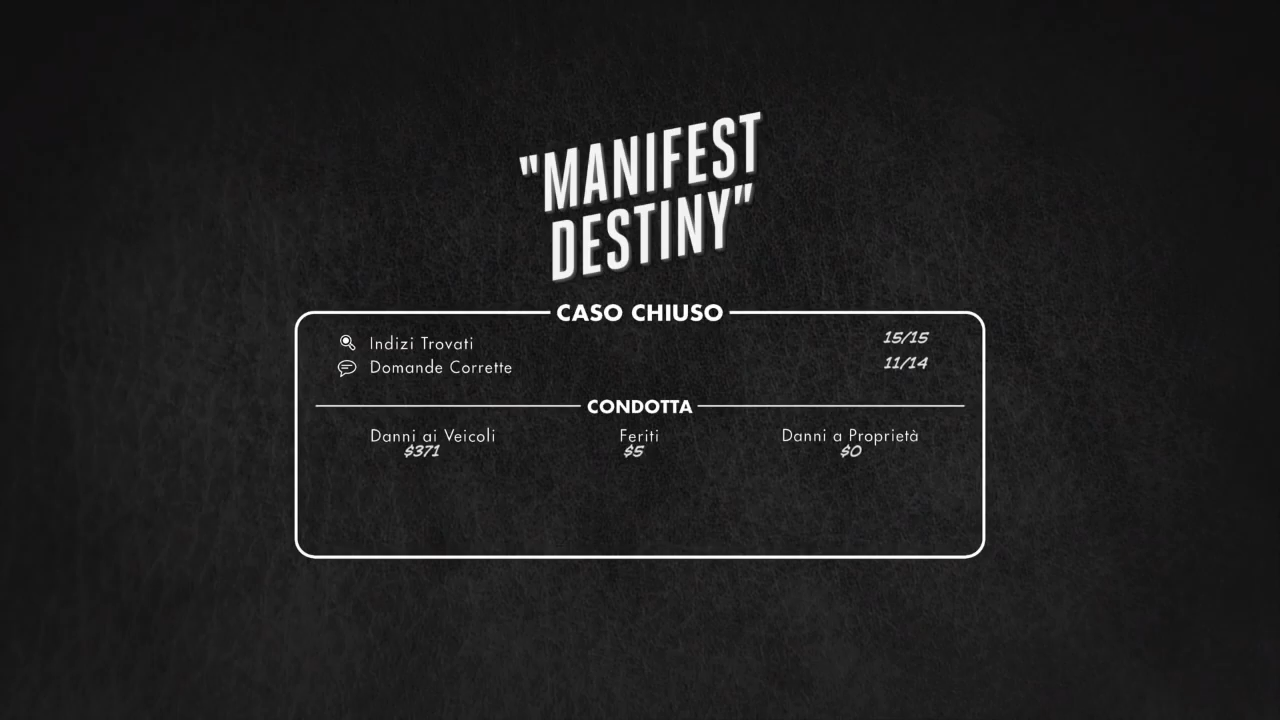 "MANIFEST
DESTINY"
CASO CHIUSO
Indizi Trovati 15/15
Domande Corrette 11/14
CONDOTTA
Danni ai Veicoli Feriti Danni a Proprietà
$371 $5 $0